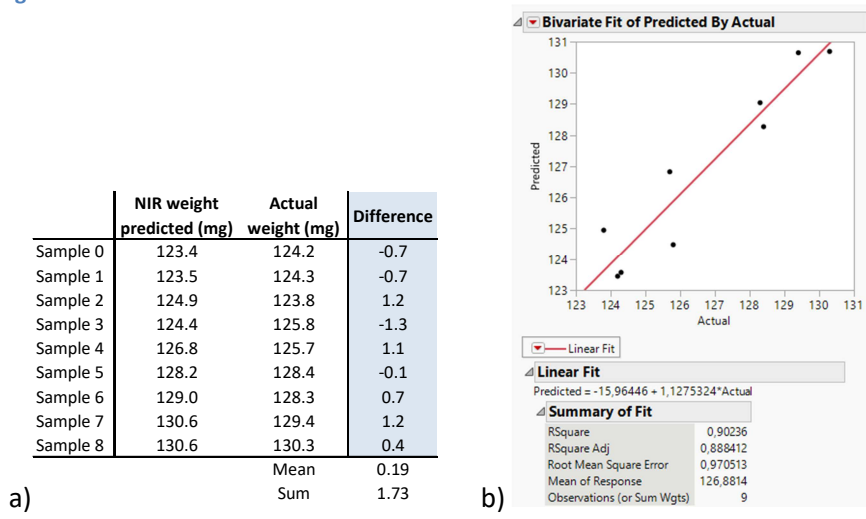 NIR weight predicted (mg) Actual weight (mg) Difference
Sample 0 123.4 124.2 -0.7
Sample 1 123.5 124.3 -0.7
Sample 2 124.9 123.8 1.2
Sample 3 124.4 125.8 -1.3
Sample 4 126.8 125.7 1.1
Sample 5 128.2 128.4 -0.1
Sample 6 129.0 128.3 0.7
Sample 7 130.6 129.4 1.2
Sample 8 130.6 130.3 0.4
Mean 0.19
Sum 1.73
a)
Bivariate Fit of Predicted By Actual
131
130
129
128
127
126
125
124
123
Predicted
123 124 125 126 127 128 129 130 131
Actual
Linear Fit
Linear Fit
Predicted = -15,96446 + 1,1275324*Actual
Summary of Fit
RSquare 0,90236
RSquare Adj 0,888412
Root Mean Square Error 0,970513
Mean of Response 126,8814
Observations (or Sum Wgts) 9
b)